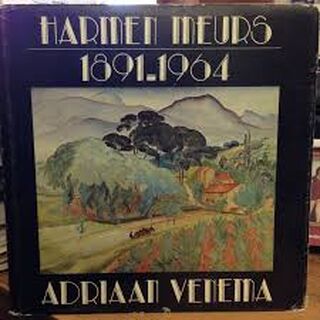 HARMEN MEURS
1891-1964
ADRIAAN VENEMA